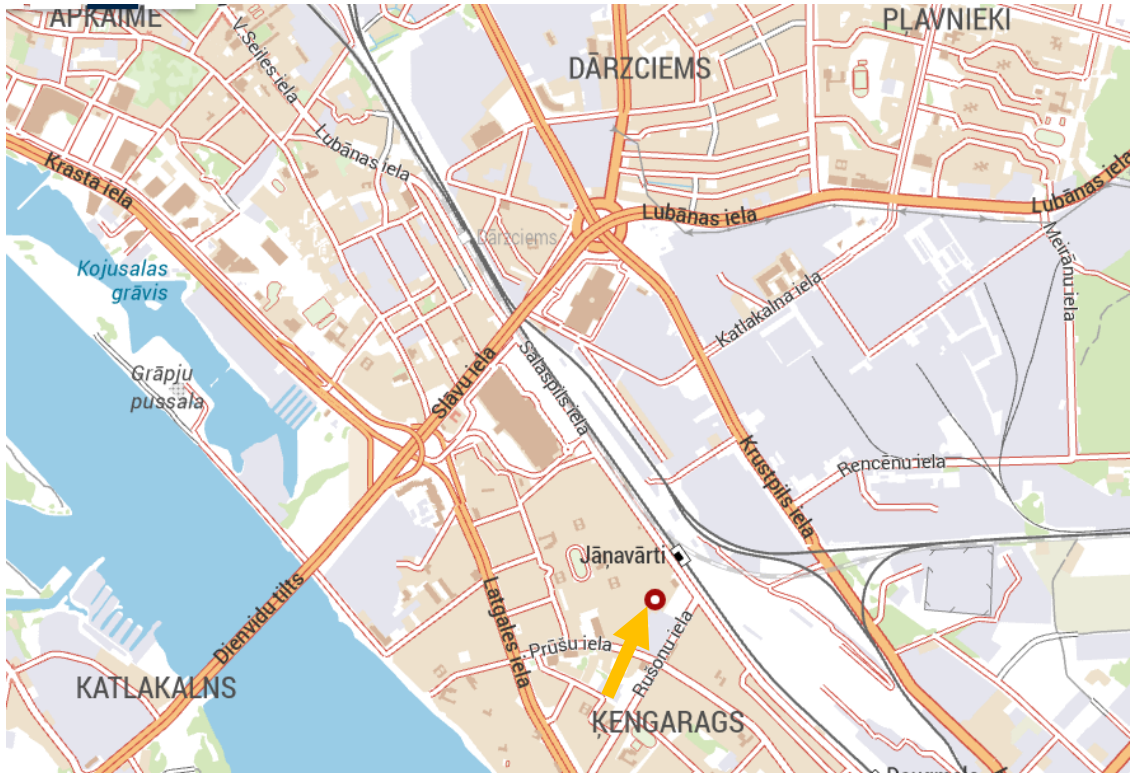 APKAIME
PĻAVNIEKI
V. Seiles iela
DĀRZCIEMS
Lubānas iela
Krasta iela
Lubānas iela
Lubānas iela
Dārzciems
Meirānu iela
Kojusalas
grāvis
Katlakalna iela
Salaspils iela
Grāpju
pussala
Slāvu iela
Krustpils iela
Rencēnu iela
Jāņavārti
Dienvidu tilts
Latgales iela
Prūšu iela
Rušonu iela
KATLAKALNS
ĶENGARAGS